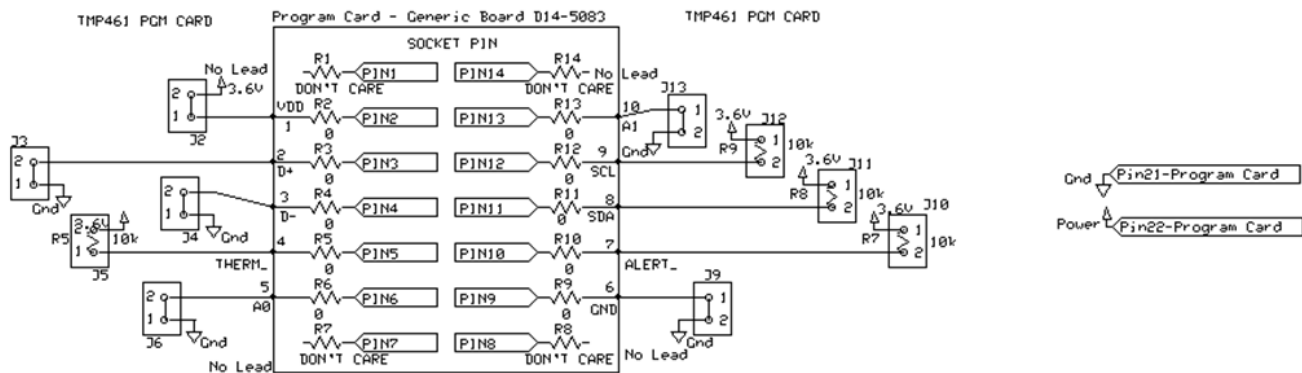 TMP461 PGM CARD
Program Card - Generic Board D14-5083
TMP461 PGM CARD
SOCKET PIN
R1
PIN1
DON'T CARE
PIN14
R14
No Lead
DON'T CARE
No Lead
3.6V
2
1
J2
VDD
1
R2
0
PIN2
PIN13
R13
0
10
A1
J13
1
2
Gnd
J3
2
1
Gnd
2
D+
R3
0
PIN3
PIN12
R12
0
9
SCL
3.6V
J12
1
2
R9
10k
2
1
J4
Gnd
3
D-
R4
0
PIN4
PIN11
R11
0
8
SDA
3.6V
J11
1
2
R8
10k
3.6V
2
1
R5
10k
J5
4
THERM_
R5
0
PIN5
PIN10
R10
0
7
ALERT_
3.6V
J10
1
2
R7
10k
2
1
J6
Gnd
5
A0
R6
0
PIN6
PIN9
R9
0
6
GND
J9
1
2
Gnd
No Lead
R7
PIN7
DON'T CARE
PIN8
R8
DON'T CARE
No Lead
Gnd
Pin21-Program Card
Power
Pin22-Program Card